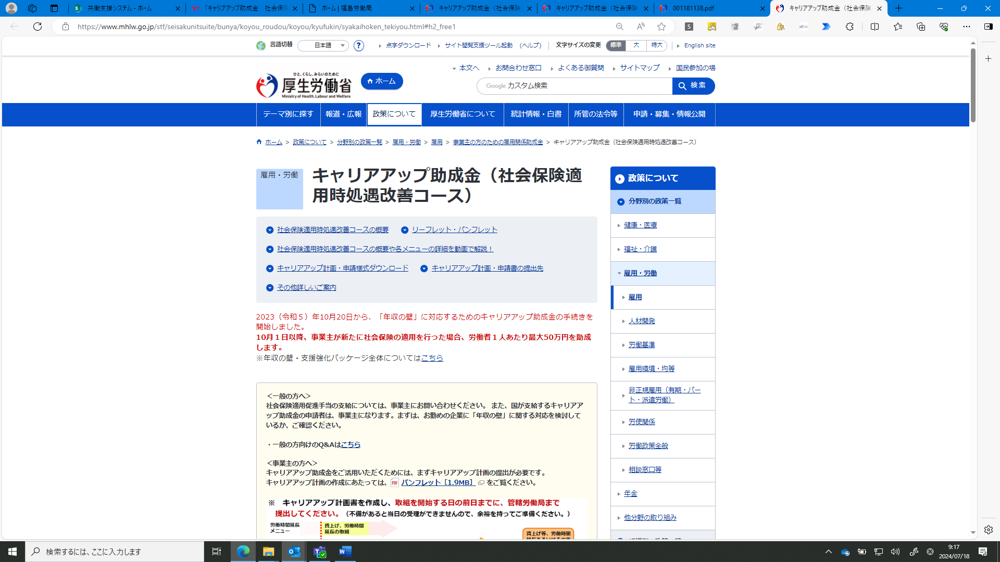 共働支援システム - ホーム
「キャリアアップ助成金 社会保険
ホーム | 福島労働局
キャリアアップ助成金（社会保険
キャリアアップ助成金（社会保険
001181138.pdf
キャリアアップ助成金（社会保険
https://www.mhlw.go.jp/stf/seisakunitsuite/bunya/koyou_roudou/koyou/kyufukin/syakaihoken_tekiyou.html#h2_free1
言語切替 日本語 ? 点字ダウンロード サイト閲覧支援ツール起動 （ヘルプ） 文字サイズの変更 標準 大 特大 English site
本文へ お問合わせ窓口 よくある御質問 サイトマップ 国民参加の場
ひと、くらし、みらいのために
厚生労働省
Ministry of Health, Labour and Welfare
ホーム
Google カスタム検索 検索
テーマ別に探す 報道・広報 政策について 厚生労働省について 統計情報・白書 所管の法令等 申請・募集・情報公開
ホーム > 政策について > 分野別の政策一覧 > 雇用・労働 > 雇用 > 事業主の方のための雇用関係助成金 > キャリアアップ助成金（社会保険適用時処遇改善コース）
雇用・労働
キャリアアップ助成金（社会保険適
用時処遇改善コース）
社会保険適用時処遇改善コースの概要 リーフレット・パンフレット
社会保険適用時処遇改善コースの概要や各メニューの詳細を動画で解説！
キャリアアップ計画・申請様式ダウンロード キャリアアップ計画・申請書の提出先
その他詳しいご案内
2023（令和５）年10月20日から、「年収の壁」に対応するためのキャリアアップ助成金の手続きを
開始しました。
10月１日以降、事業主が新たに社会保険の適用を行った場合、労働者１人あたり最大50万円を助成
します。
※年収の壁・支援強化パッケージ全体についてはこちら
＜一般の方へ＞
社会保険適用促進手当の支給については、事業主にお問い合わせください。 また、国が支給するキャリアア
ップ助成金の申請者は、事業主になります。まずは、お勤めの企業に「年収の壁」に関する対応を検討して
いるか、ご確認ください。
・一般の方向けのQ&Aはこちら
＜事業主の方へ＞
キャリアアップ助成金をご活用いただくためには、まずキャリアアップ計画の提出が必要です。
キャリアアップ計画の作成にあたっては、 PDF パンフレット［1.9MB］ をご覧ください。
※ キャリアアップ計画書を作成し、取組を開始する日の前日までに、管轄労働局まで
提出してください。（不備があると当日の受理ができませんので、余裕を持ってご準備ください。）
労働時間延長
メニュー
賃上げ、労働時間
延長の取組
賃上げ等、労働時間
政策について
分野別の政策一覧
健康・医療
福祉・介護
雇用・労働
雇用
人材開発
労働基準
雇用環境・均等
非正規雇用（有期・パー
ト・派遣労働）
労使関係
労働政策全般
相談窓口等
年金
他分野の取り組み
検索するには、ここに入力します
9:17
2024/07/18